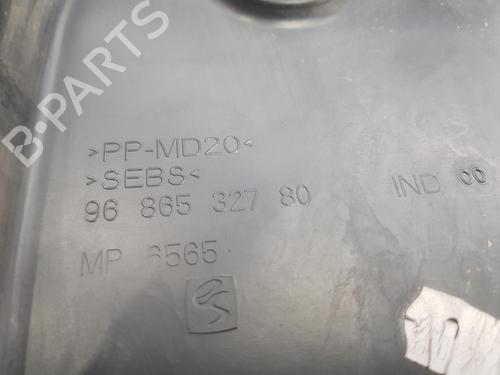 B-PARTS
>PP-MD20<
>SEBS<
96 865 327 80
IND 00
MP 6565